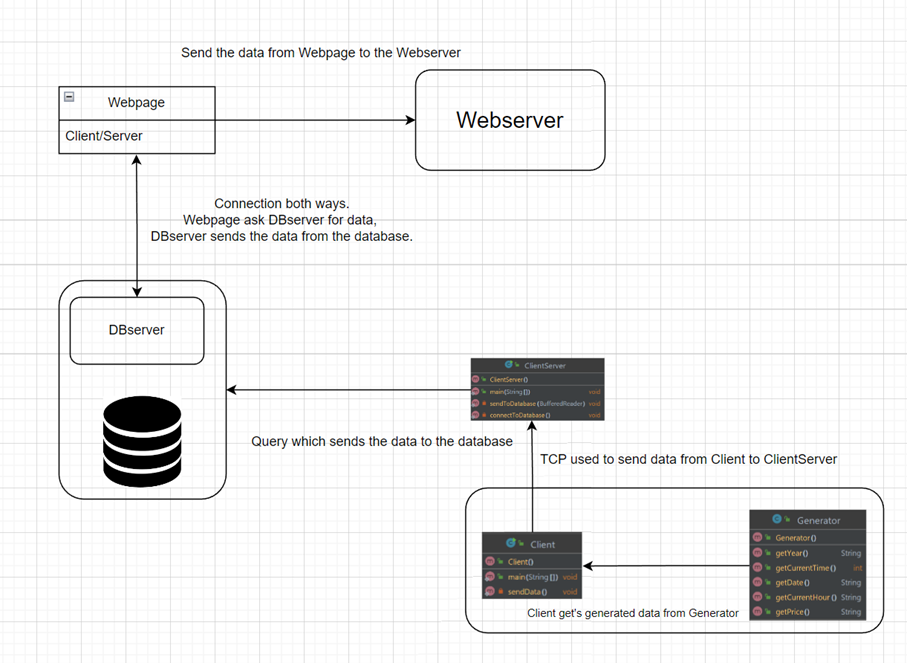 Send the data from Webpage to the Webserver
Webpage
Client/Server
Webserver
Connection both ways.
Webpage ask DBserver for data,
DBserver sends the data from the database.
DBserver
ClientServer
ClientServer()
main(String[]) void
sendToDatabase(BufferedReader) void
connectToDatabase() void
Query which sends the data to the database
TCP used to send data from Client to ClientServer
Client
Client()
main(String[]) void
sendData() void
Generator
Generator()
getYear() String
getCurrentTime() int
getDate() String
getCurrentHour() String
getPrice() String
Client get's generated data from Generator